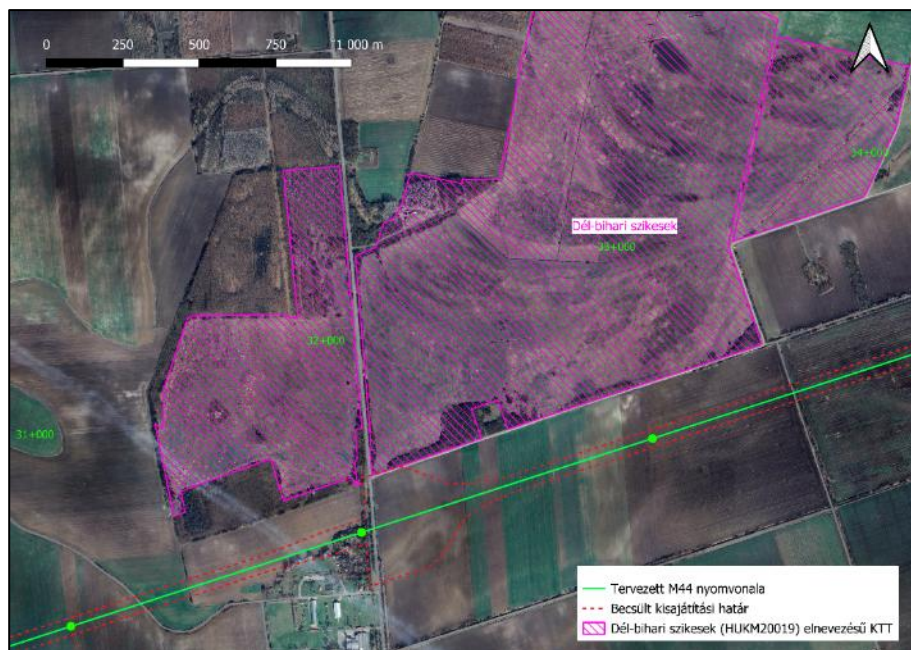 0 250 500 750 1 000 m
34+000
Dél-bihari szikesek
33+000
32+000
31+000
Tervezett M44 nyomvonala
Becsült kisajátítási határ
Dél-bihari szikesek (HUKM20019) elnevezésű KTT